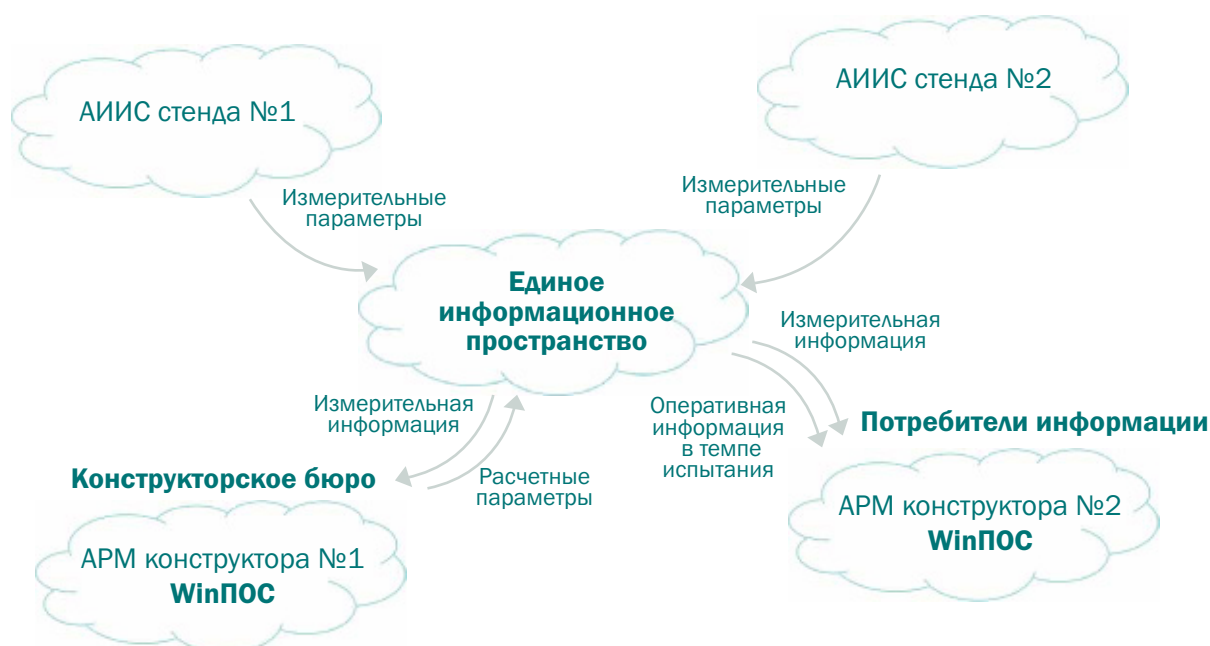 АИИС стенда №1
АИИС стенда №2
Измерительные
параметры
Измерительные
параметры
Единое
информационное
пространство
Измерительная
информация
Измерительная
информация
Расчетные
параметры
Оперативная
информация
в темпе
испытания
Потребители информации
Конструкторское бюро
АРМ конструктора №1
WinПОС
АРМ конструктора №2
WinПОС